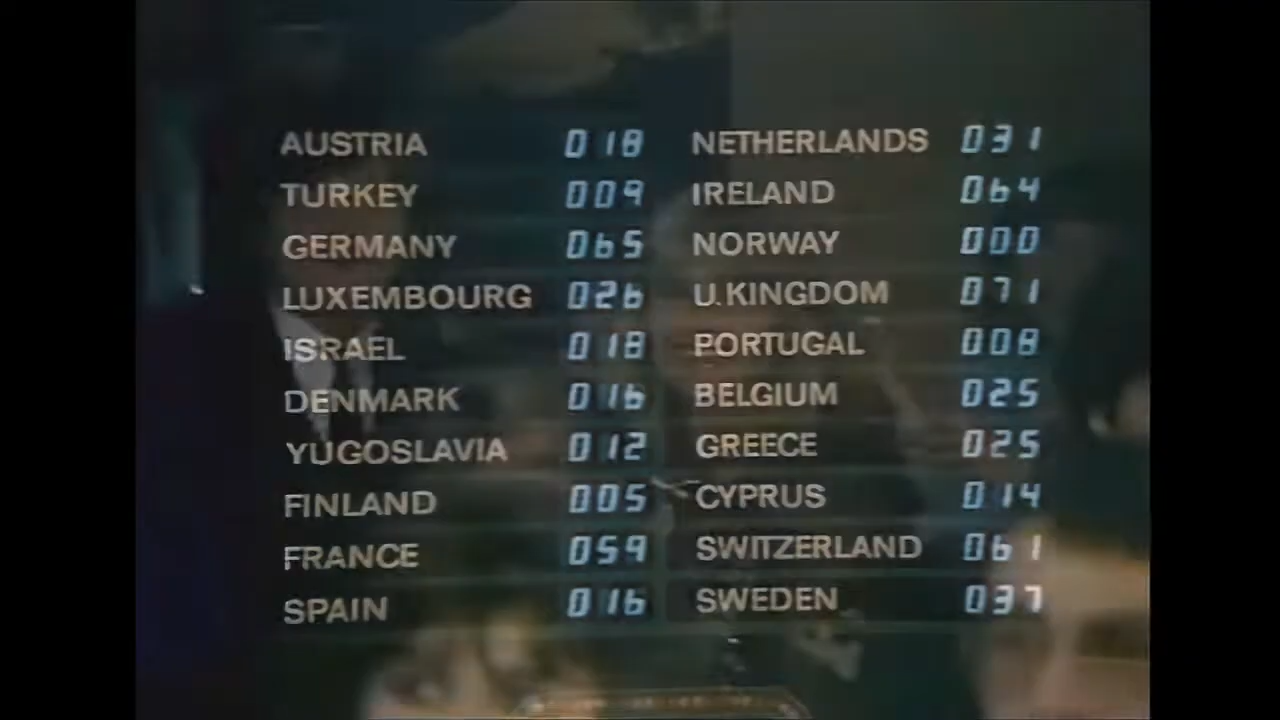 AUSTRIA 018 NETHERLANDS 031
TURKEY 009 IRELAND 064
GERMANY 065 NORWAY 000
LUXEMBOURG 026 U.KINGDOM 071
ISRAEL 018 PORTUGAL 008
DENMARK 016 BELGIUM 025
YUGOSLAVIA 012 GREECE 025
FINLAND 005 CYPRUS 014
FRANCE 059 SWITZERLAND 061
SPAIN 016 SWEDEN 037